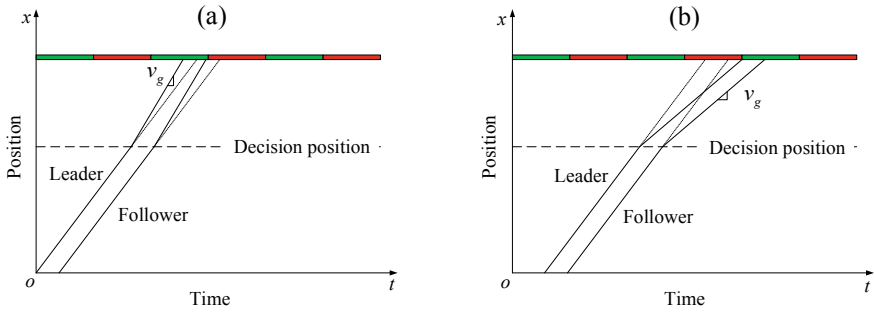 (a)
x
v_g
Decision position
Leader
Follower
Position
o
Time
t
(b)
x
v_g
Decision position
Leader
Follower
Position
o
Time
t